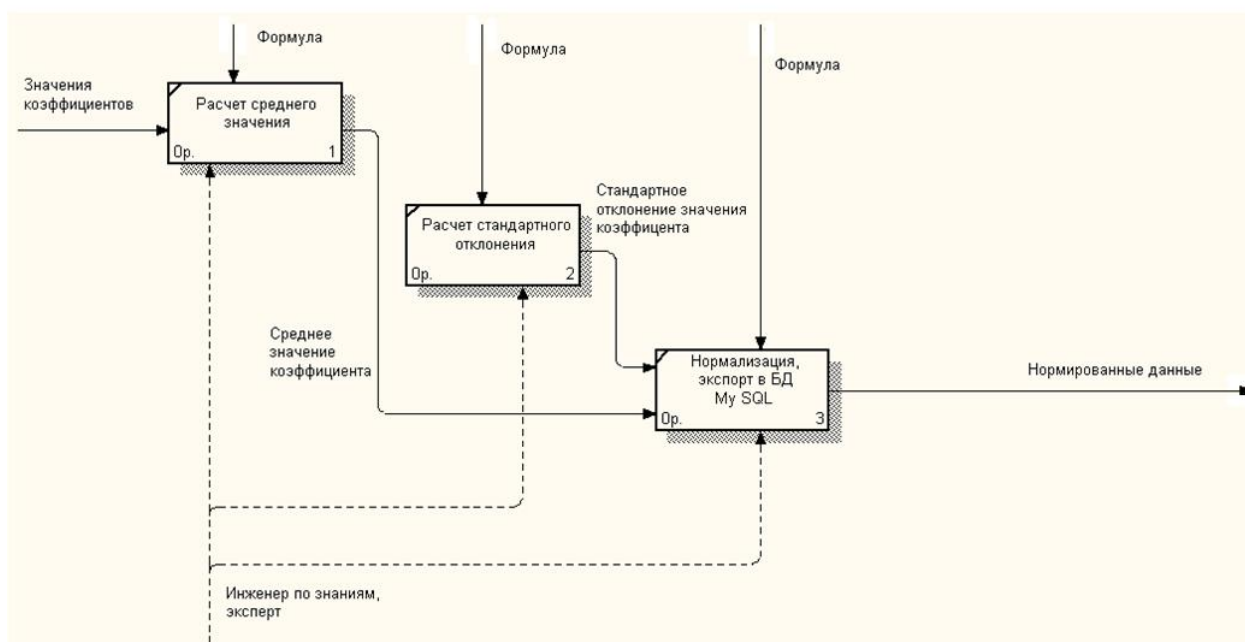 Формула
Формула
Формула
Значения
коэффициентов
Расчет среднего
значения
0р.
1
Стандартное
отклонение значения
коэффицента
Расчет стандартного
отклонения
0р.
2
Среднее
значение
коэффициента
Нормализация,
экспорт в БД
My SQL
0р.
3
Нормированные данные
Инженер по знаниям,
эксперт